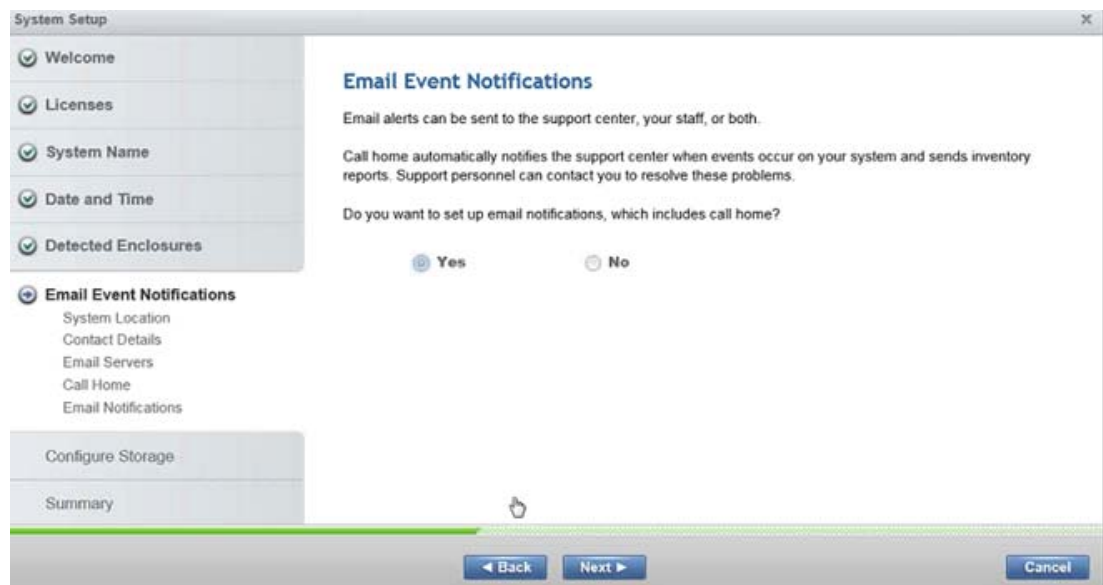 System Setup
Welcome
Licenses
System Name
Date and Time
Detected Enclosures
Email Event Notifications
System Location
Contact Details
Email Servers
Call Home
Email Notifications
Configure Storage
Summary
Email Event Notifications
Email alerts can be sent to the support center, your staff, or both.
Call home automatically notifies the support center when events occur on your system and sends inventory
reports. Support personnel can contact you to resolve these problems.
Do you want to set up email notifications, which includes call home?
Yes No
Back Next Cancel